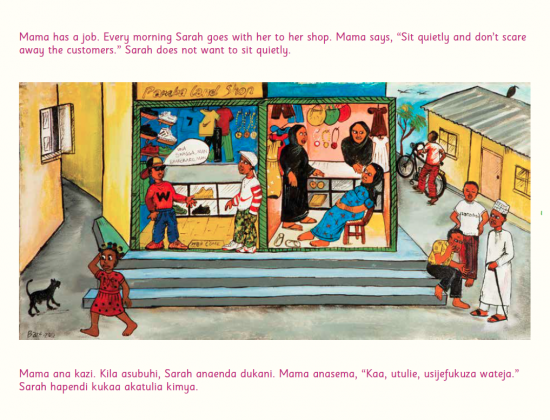 Mama has a job. Every morning Sarah goes with her to her shop. Mama says, “Sit quietly and don’t scare
away the customers.” Sarah does not want to sit quietly.
Shop
W
Mama ana kazi. Kila asubuhi, Sarah anaenda dukani. Mama anasema, “Kaa, utulie, usijefukuza wateja.”
Sarah hapendi kukaa akatulia kimya.